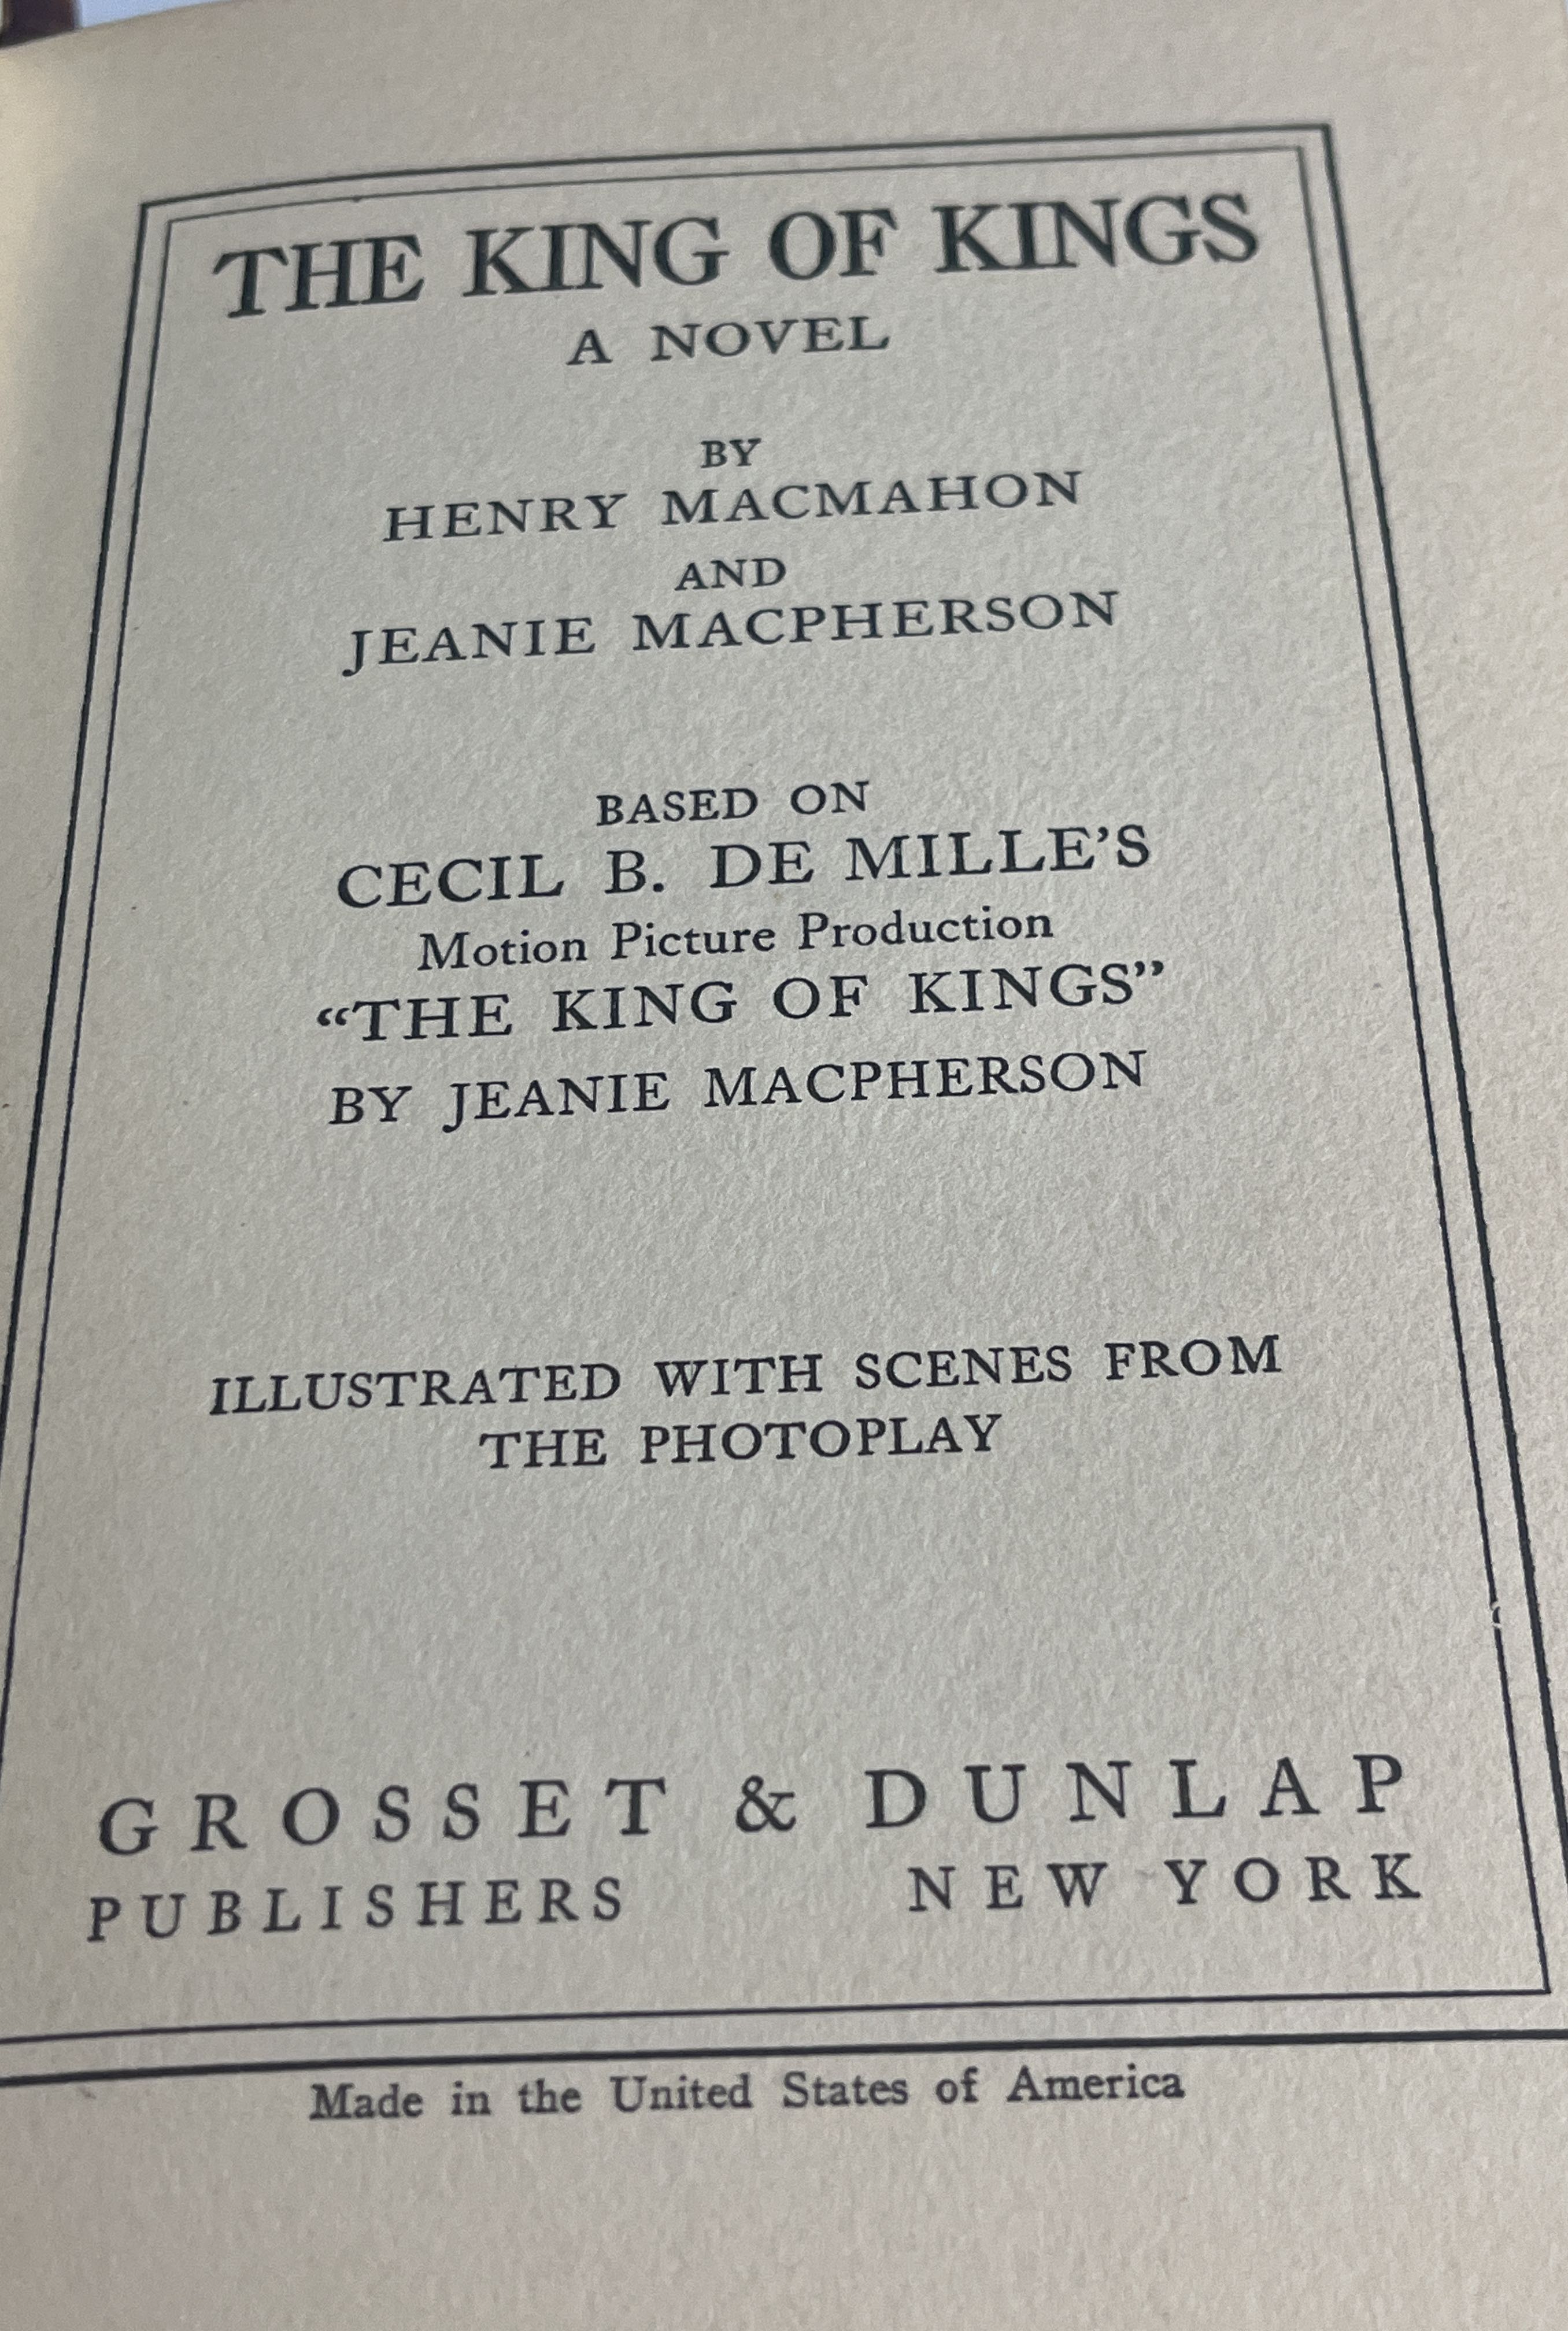 THE KING OF KINGS
A NOVEL
BY
HENRY MACMAHON
AND
JEANIE MACPHERSON
BASED ON
CECIL B. DE MILLE'S
Motion Picture Production
“THE KING OF KINGS”
BY JEANIE MACPHERSON
ILLUSTRATED WITH SCENES FROM
THE PHOTOPLAY
GROSSET & DUNLAP
PUBLISHERS NEW YORK
Made in the United States of America